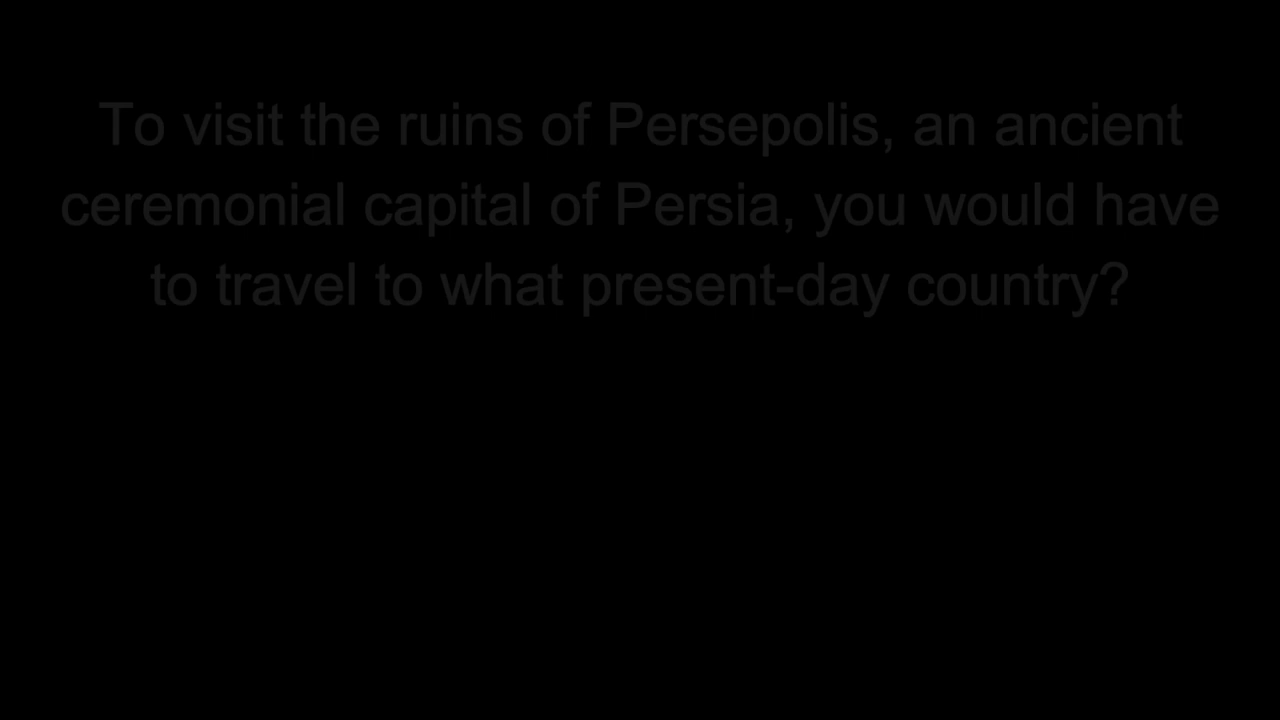 To visit the ruins of Persepolis, an ancient
ceremonial capital of Persia, you would have
to travel to what present-day country?